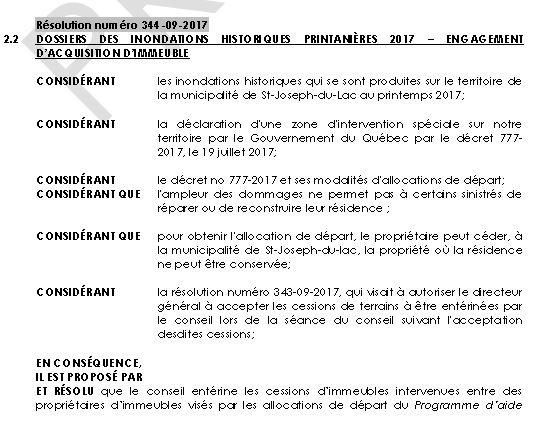 Résolution numéro 344-09-2017
2.2 DOSSIERS DES INONDATIONS HISTORIQUES PRINTANIÈRES 2017 – ENGAGEMENT
D'ACQUISITION D'IMMEUBLE
CONSIDÉRANT les inondations historiques qui se sont produites sur le territoire de
la municipalité de St-Joseph-du-Lac au printemps 2017;
CONSIDÉRANT la déclaration d'une zone d'intervention spéciale sur notre
territoire par le Gouvernement du Québec par le décret 777-
2017, le 19 juillet 2017;
CONSIDÉRANT le décret no 777-2017 et ses modalités d'allocations de départ;
CONSIDÉRANT QUE l'ampleur des dommages ne permet pas à certains sinistrés de
réparer ou de reconstruire leur résidence ;
CONSIDÉRANT QUE pour obtenir l'allocation de départ, le propriétaire peut céder, à
la municipalité de St-Joseph-du-lac, la propriété où la résidence
ne peut être conservée;
CONSIDÉRANT la résolution numéro 343-09-2017, qui visait à autoriser le directeur
général à accepter les cessions de terrains à être entérinées par
le conseil lors de la séance du conseil suivant l'acceptation
desdites cessions;
EN CONSÉQUENCE,
IL EST PROPOSÉ PAR
ET RÉSOLU que le conseil entérine les cessions d'immeubles intervenues entre des
propriétaires d'immeubles visés par les allocations de départ du Programme d'aide